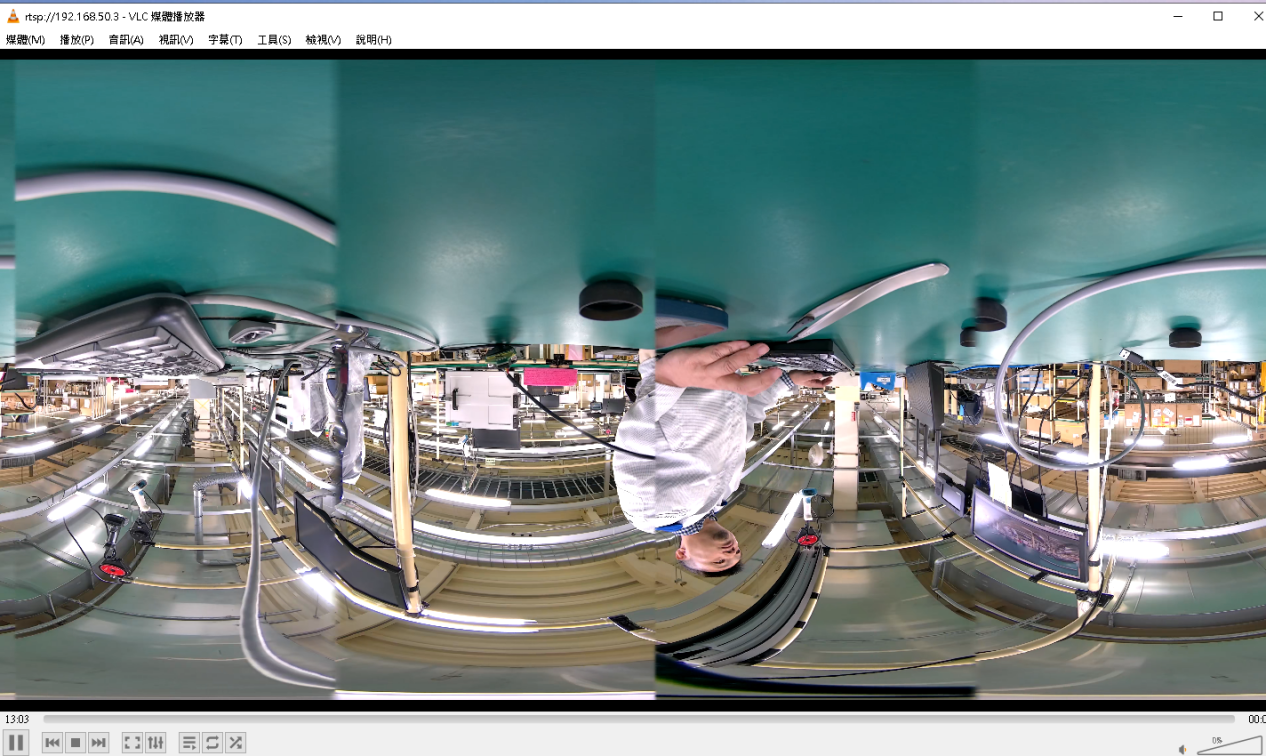 rtsp://192.168.50.3 - VLC 媒體播放器
媒體(M) 播放(P) 音訊(A) 視訊(V) 字幕(T) 工具(S) 檢視(V) 說明(H)
13:03
00:0
0%